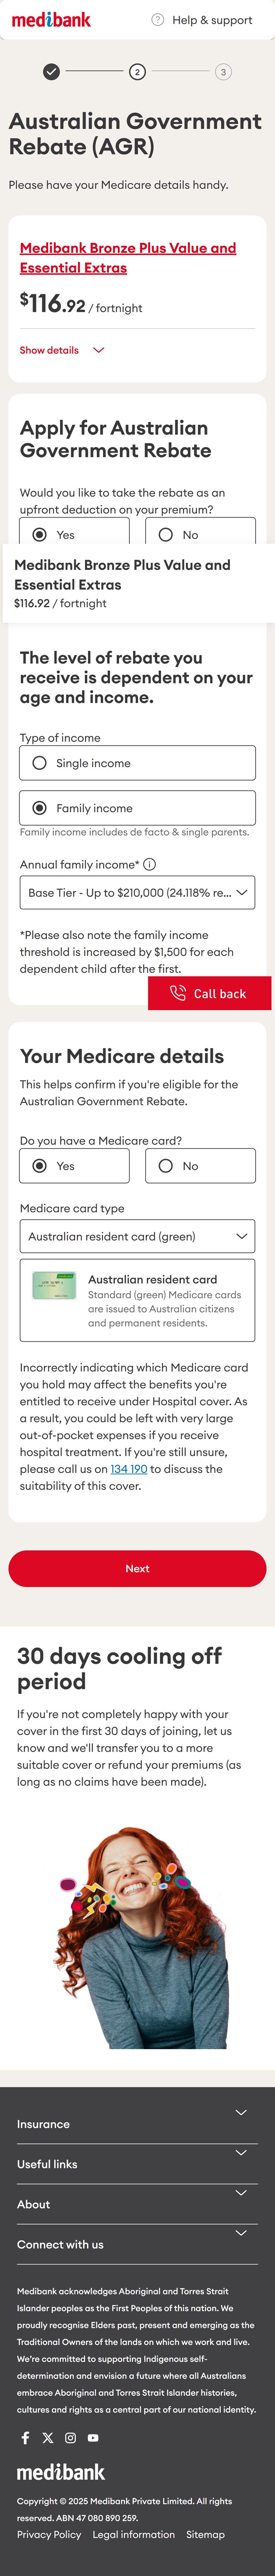 medibank
Help & support
2
3
Australian Government
Rebate (AGR)
Please have your Medicare details handy.
Medibank Bronze Plus Value and
Essential Extras
$116.92 / fortnight
Show details
Apply for Australian
Government Rebate
Would you like to take the rebate as an
upfront deduction on your premium?
Yes
No
Medibank Bronze Plus Value and
Essential Extras
$116.92 / fortnight
The level of rebate you
receive is dependent on your
age and income.
Type of income
Single income
Family income
Family income includes de facto & single parents.
Annual family income*
Base Tier - Up to $210,000 (24.118% re...
*Please also note the family income
threshold is increased by $1,500 for each
dependent child after the first.
Call back
Your Medicare details
This helps confirm if you're eligible for the
Australian Government Rebate.
Do you have a Medicare card?
Yes
No
Medicare card type
Australian resident card (green)
Australian resident card
Standard (green) Medicare cards
are issued to Australian citizens
and permanent residents.
Incorrectly indicating which Medicare card
you hold may affect the benefits you're
entitled to receive under Hospital cover. As
a result, you could be left with very large
out-of-pocket expenses if you receive
hospital treatment. If you're still unsure,
please call us on 134 190 to discuss the
suitability of this cover.
Next
30 days cooling off
period
If you're not completely happy with your
cover in the first 30 days of joining, let us
know and we'll transfer you to a more
suitable cover or refund your premiums (as
long as no claims have been made).
Insurance
Useful links
About
Connect with us
Medibank acknowledges Aboriginal and Torres Strait
Islander peoples as the First Peoples of this nation. We
proudly recognise Elders past, present and emerging as the
Traditional Owners of the lands on which we work and live.
We're committed to supporting Indigenous self-
determination and envision a future where all Australians
embrace Aboriginal and Torres Strait Islander histories,
cultures and rights as a central part of our national identity.
medibank
Copyright © 2025 Medibank Private Limited. All rights
reserved. ABN 47 080 890 259.
Privacy Policy Legal information Sitemap